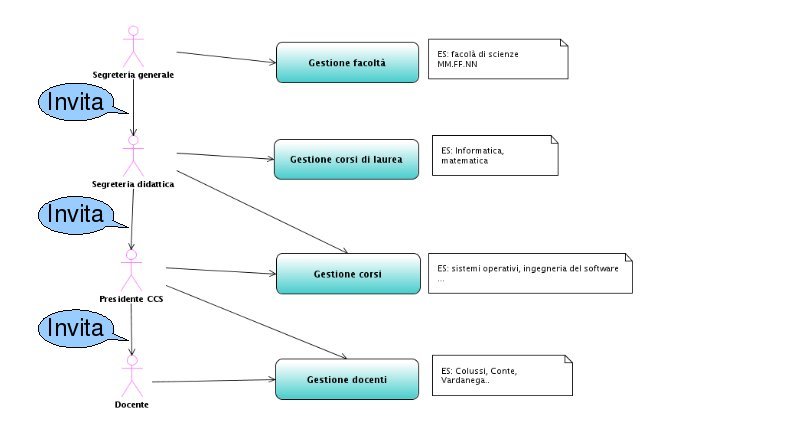 Segreteria generale
Gestione facoltà
ES: facolà di scienze
MM.FF.NN
Invita
Segreteria didattica
Gestione corsi di laurea
ES: Informatica,
matematica
Invita
Presidente CCS
Gestione corsi
ES: sistemi operativi, ingegneria del software
...
Invita
Docente
Gestione docenti
ES: Colussi, Conte,
Vardanega..